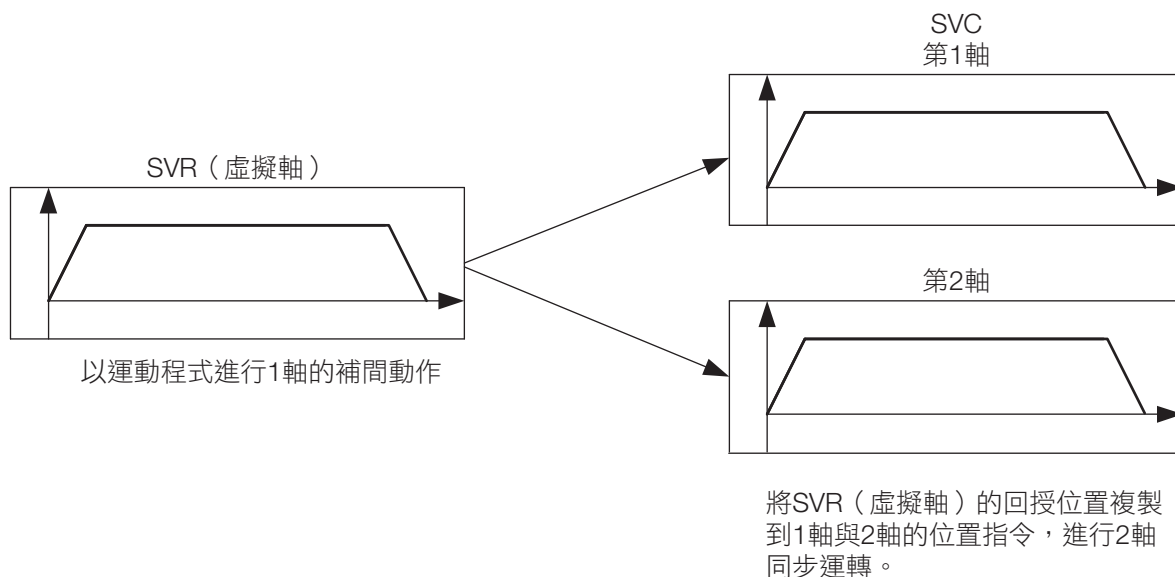 SVR（虛擬軸）
以運動程式進行1軸的補間動作
SVC
第1軸
第2軸
將SVR（虛擬軸）的回授位置複製
到1軸與2軸的位置指令，進行2軸
同步運轉。